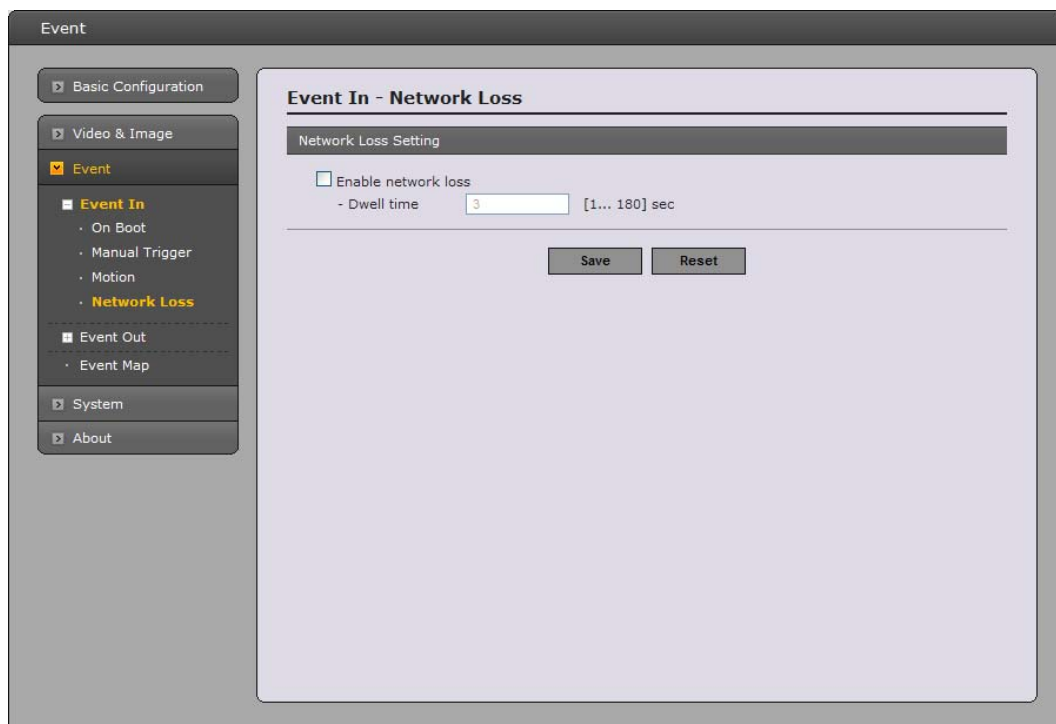 Event
Basic Configuration
Video & Image
Event
Event In
· On Boot
· Manual Trigger
· Motion
· Network Loss
Event Out
· Event Map
System
About
Event In - Network Loss
Network Loss Setting
Enable network loss
- Dwell time 3 [1... 180] sec
Save Reset